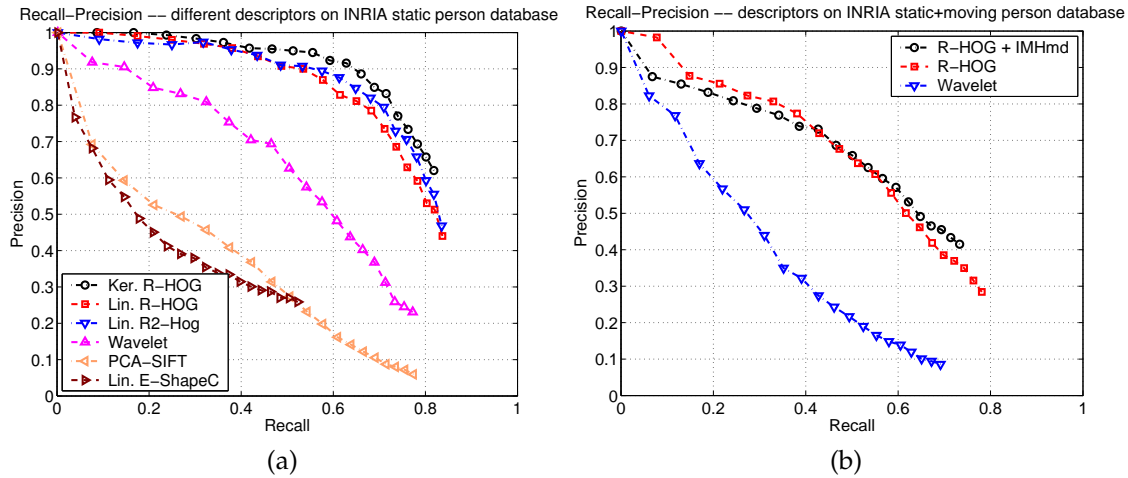 Recall−Precision −− different descriptors on INRIA static person database
1
0.9
0.8
0.7
0.6
0.5
0.4
0.3
0.2
0.1
0
Precision
Ker. R−HOG
Lin. R−HOG
Lin. R2−Hog
Wavelet
PCA−SIFT
Lin. E−ShapeC
0 0.2 0.4 0.6 0.8 1
Recall
(a)
Recall−Precision −− descriptors on INRIA static+moving person database
1
0.9
0.8
0.7
0.6
0.5
0.4
0.3
0.2
0.1
0
Precision
R−HOG + IMHmd
R−HOG
Wavelet
0 0.2 0.4 0.6 0.8 1
Recall
(b)